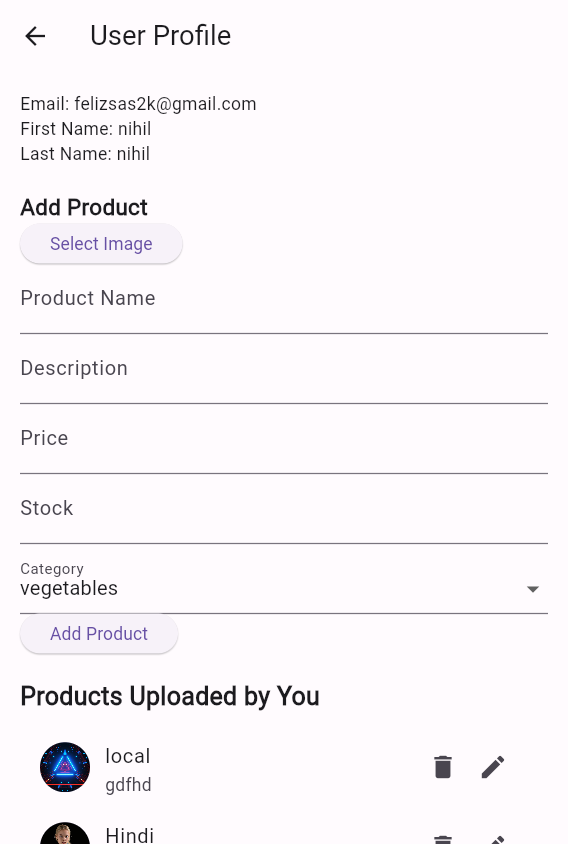 User Profile
Email: felizsas2k@gmail.com
First Name: nihil
Last Name: nihil
Add Product
Select Image
Product Name
Description
Price
Stock
Category
vegetables
Add Product
Products Uploaded by You
local
gdfhd
Hindi